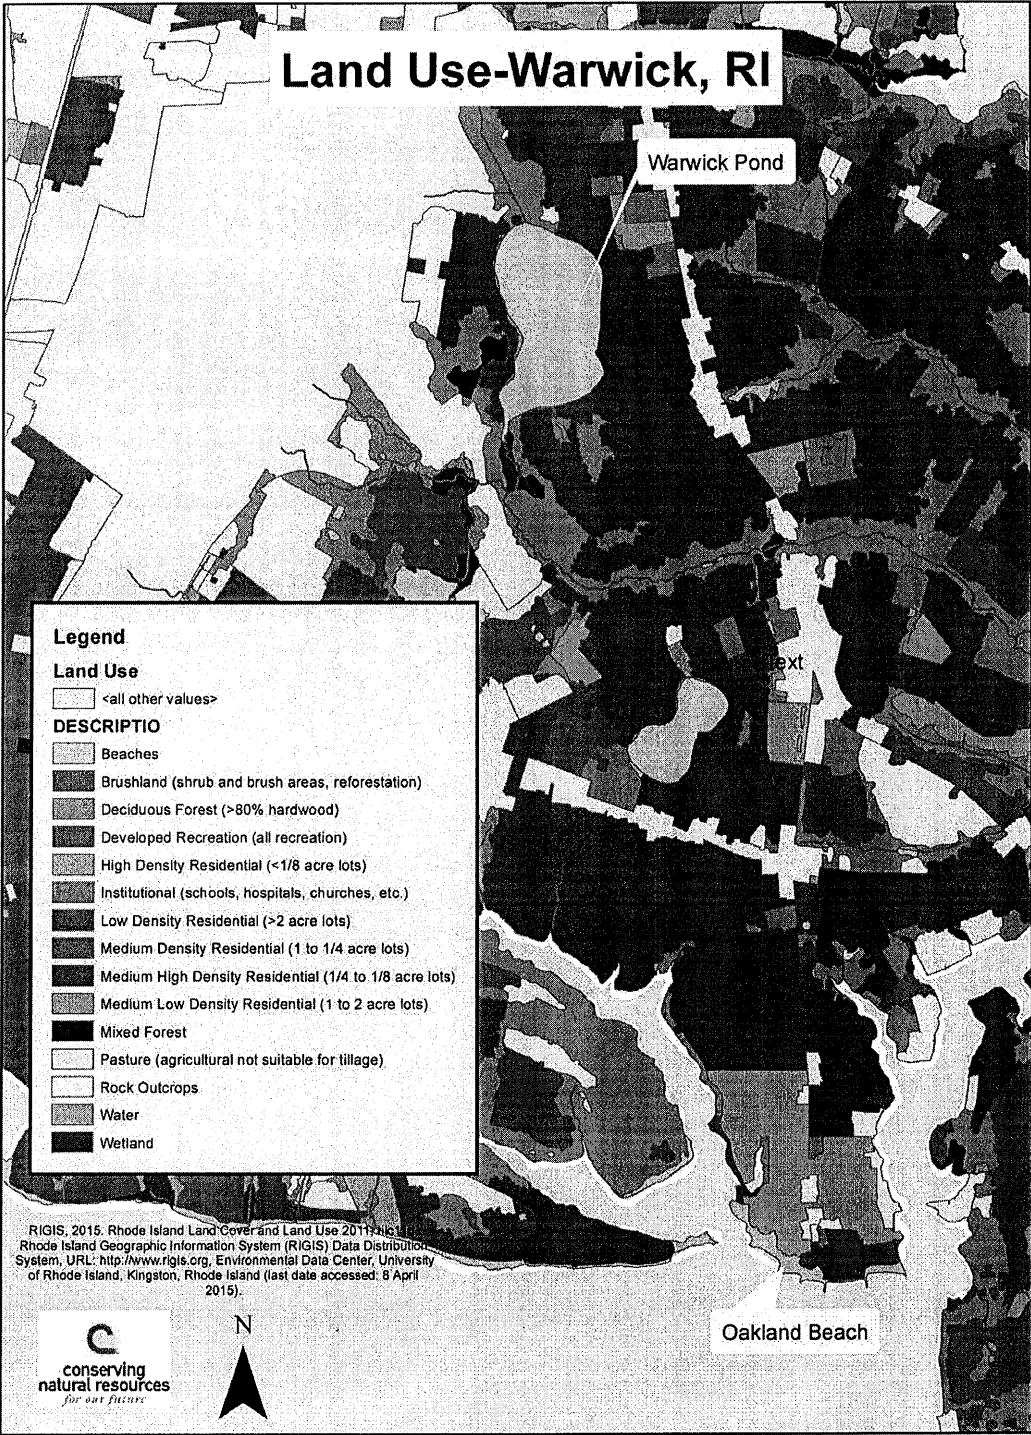 Land Use-Warwick, RI
Warwick Pond
Text
Legend
Land Use
<all other values>
DESCRIPTIO
Beaches
Brushland (shrub and brush areas, reforestation)
Deciduous Forest (>80% hardwood)
Developed Recreation (all recreation)
High Density Residential (<1/8 acre lots)
Institutional (schools, hospitals, churches, etc.)
Low Density Residential (>2 acre lots)
Medium Density Residential (1 to 1/4 acre lots)
Medium High Density Residential (1/4 to 1/8 acre lots)
Medium Low Density Residential (1 to 2 acre lots)
Mixed Forest
Pasture (agricultural not suitable for tillage)
Rock Outcrops
Water
Wetland
RIGIS, 2015. Rhode Island Land Cover and Land Use 2011;
Rhode Island Geographic Information System (RIGIS) Data Distribution
System, URL: http://www.rigis.org, Environmental Data Center, University
of Rhode Island, Kingston, Rhode Island (last date accessed: 8 April
2015).
N
conserving
natural resources
for our future
Oakland Beach